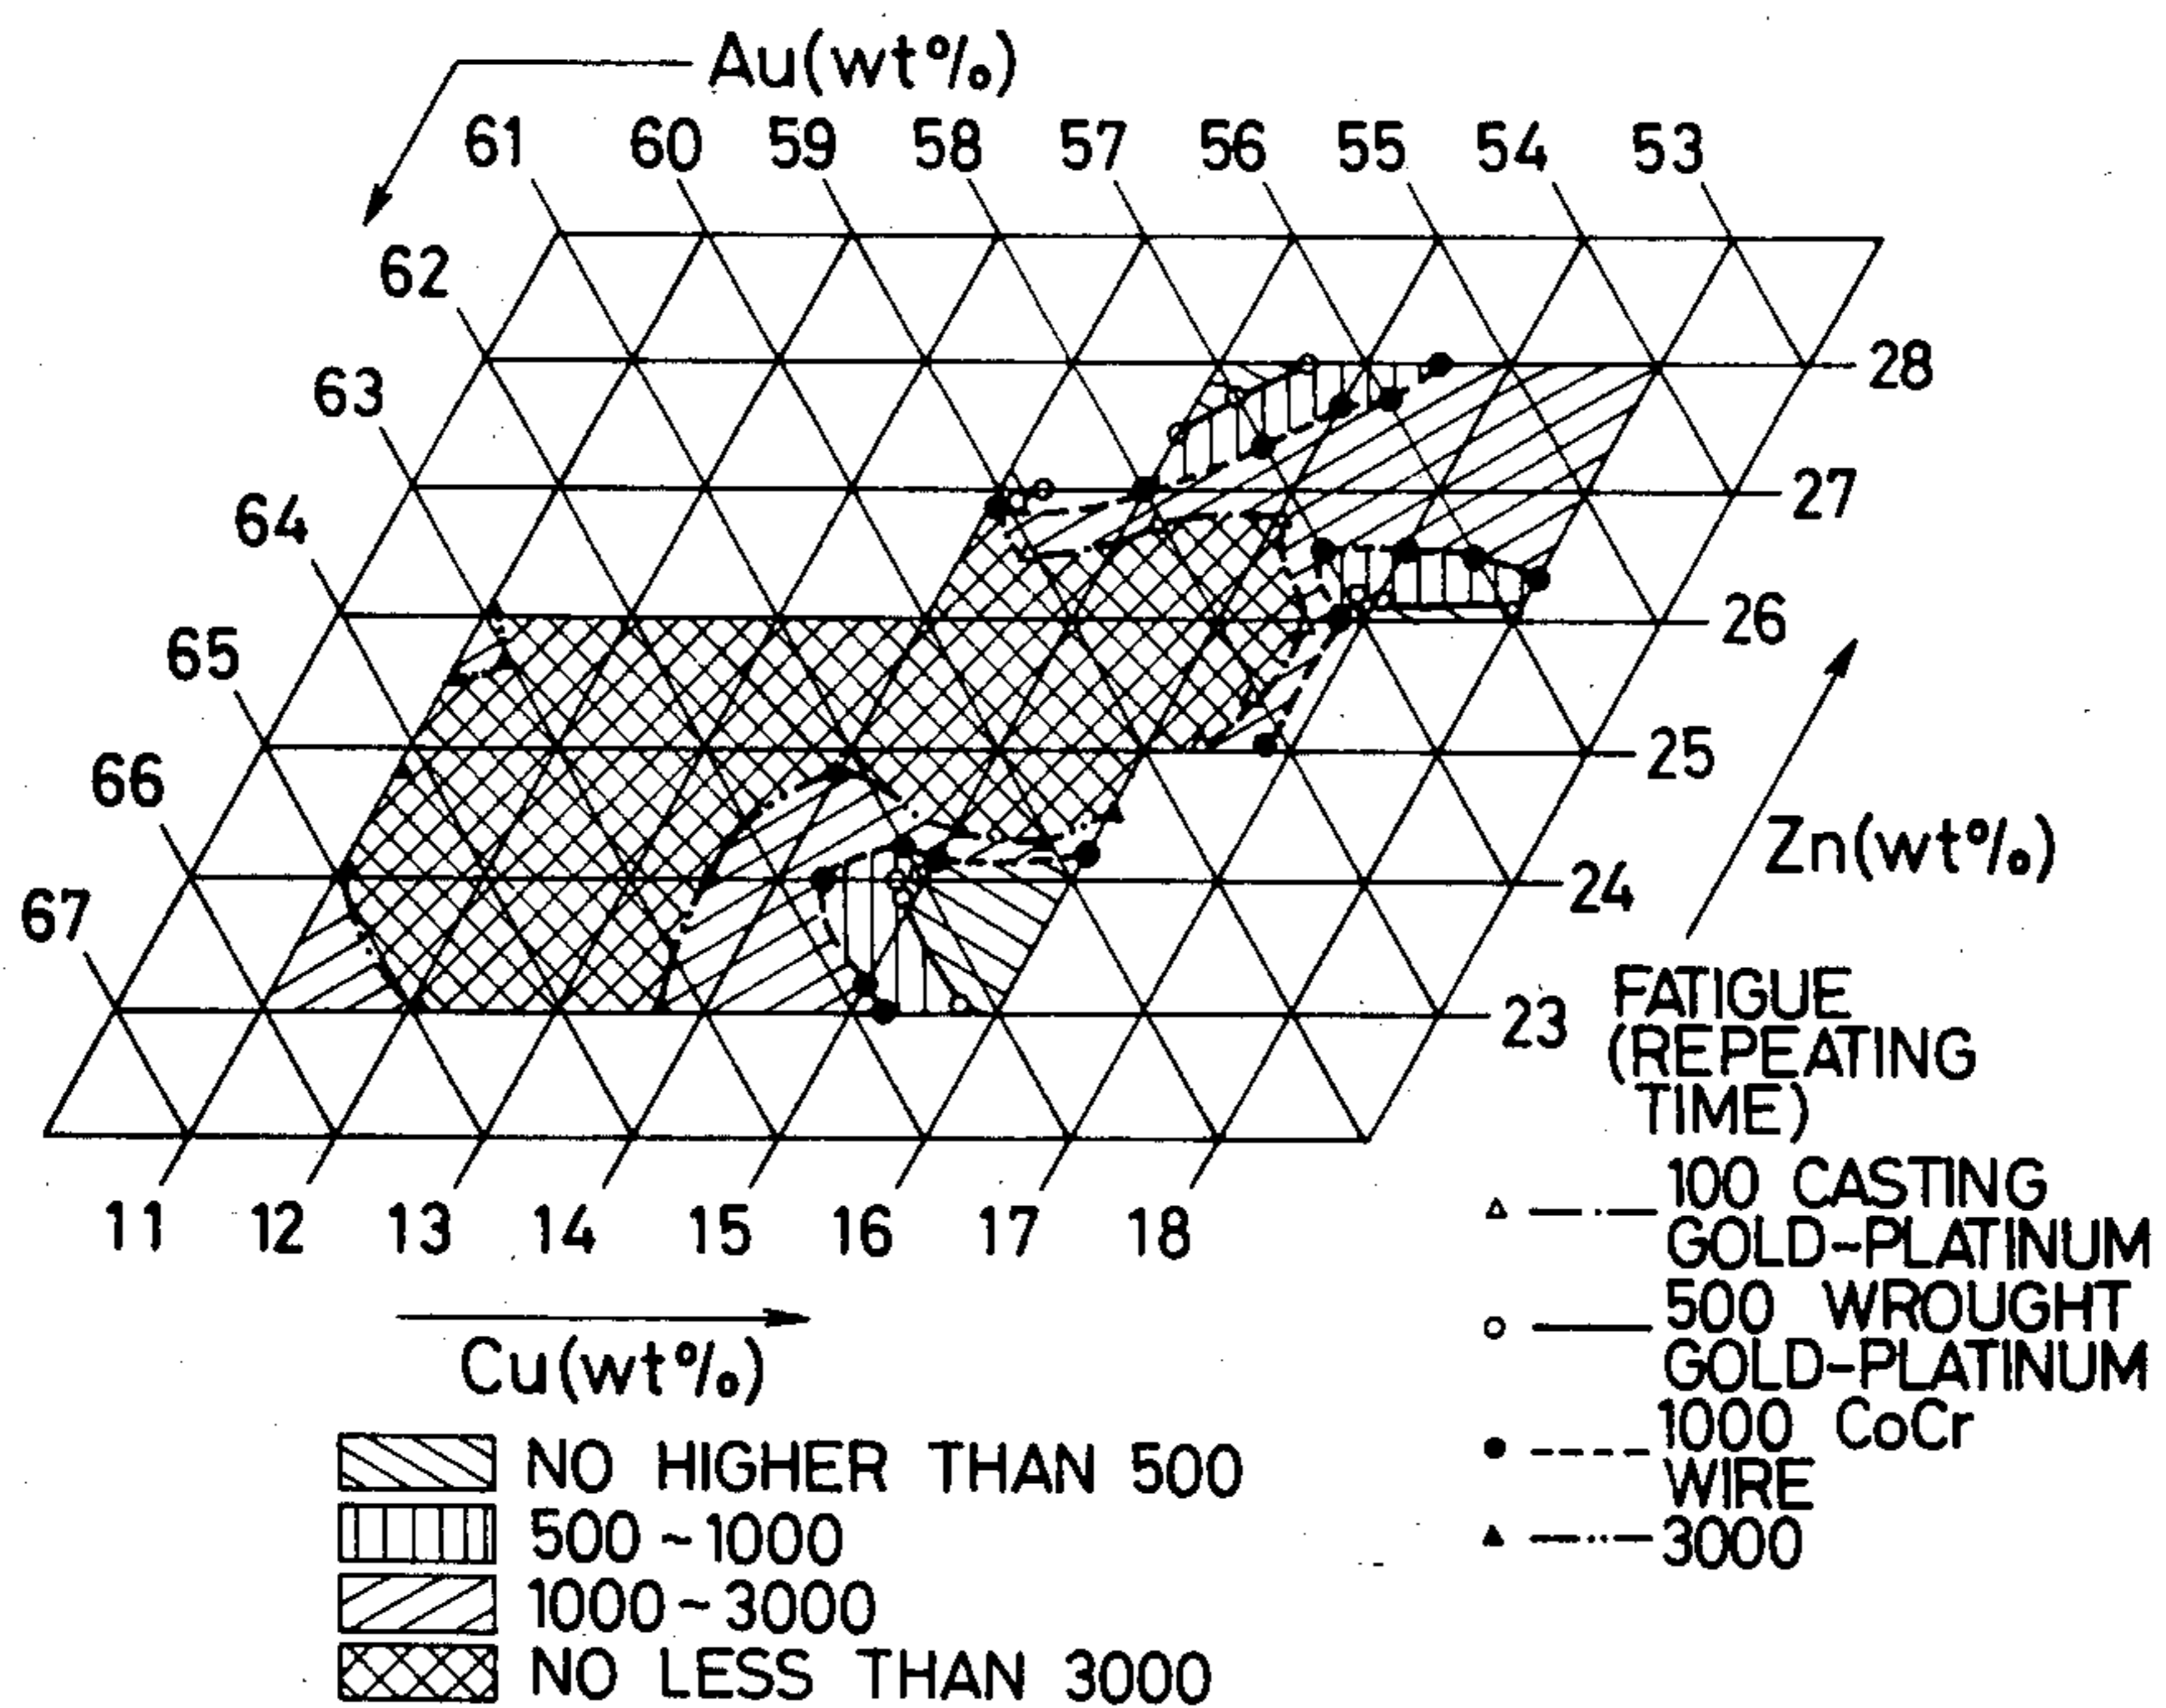 Au(wt%)
61 60 59 58 57 56 55 54 53
62
63
64
65
66
67
28
27
26
25
24
23
Zn(wt%)
11 12 13 14 15 16 17 18
Cu(wt%)
FATIGUE
(REPEATING
TIME)
100 CASTING
GOLD-PLATINUM
500 WROUGHT
GOLD-PLATINUM
1000 CoCr
WIRE
3000
NO HIGHER THAN 500
500~1000
1000~3000
NO LESS THAN 3000